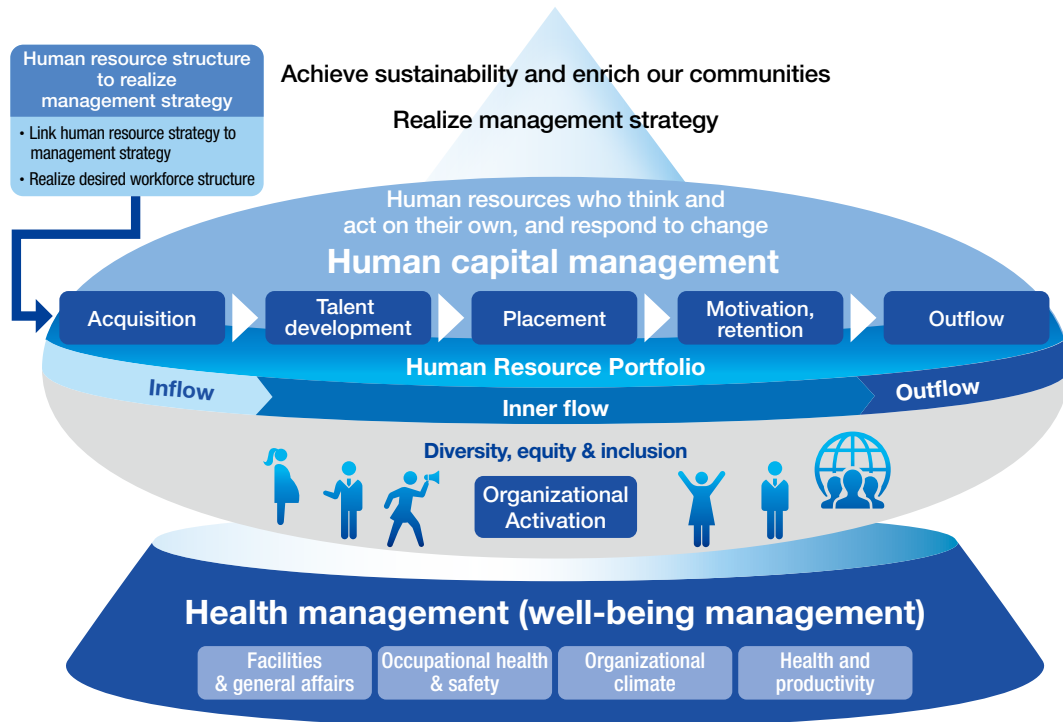 Human resource structure
to realize
management strategy
• Link human resource strategy to
management strategy
• Realize desired workforce structure
Achieve sustainability and enrich our communities
Realize management strategy
Human resources who think and
act on their own, and respond to change
Human capital management
Acquisition
Talent
development
Placement
Motivation,
retention
Outflow
Human Resource Portfolio
Inflow
Inner flow
Outflow
Diversity, equity & inclusion
Organizational
Activation
Health management (well-being management)
Facilities
& general affairs
Occupational health
& safety
Organizational
climate
Health and
productivity